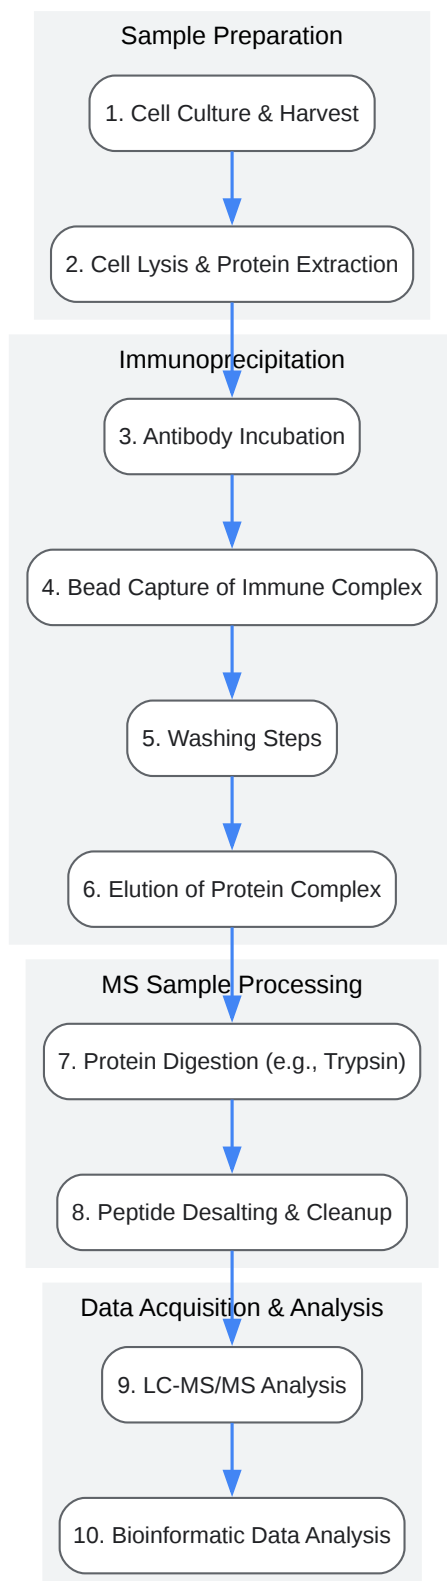 Sample Preparation
1. Cell Culture & Harvest
2. Cell Lysis & Protein Extraction
Immunoprecipitation
3. Antibody Incubation
4. Bead Capture of Immune Complex
5. Washing Steps
6. Elution of Protein Complex
MS Sample Processing
7. Protein Digestion (e.g., Trypsin)
8. Peptide Desalting & Cleanup
Data Acquisition & Analysis
9. LC-MS/MS Analysis
10. Bioinformatic Data Analysis